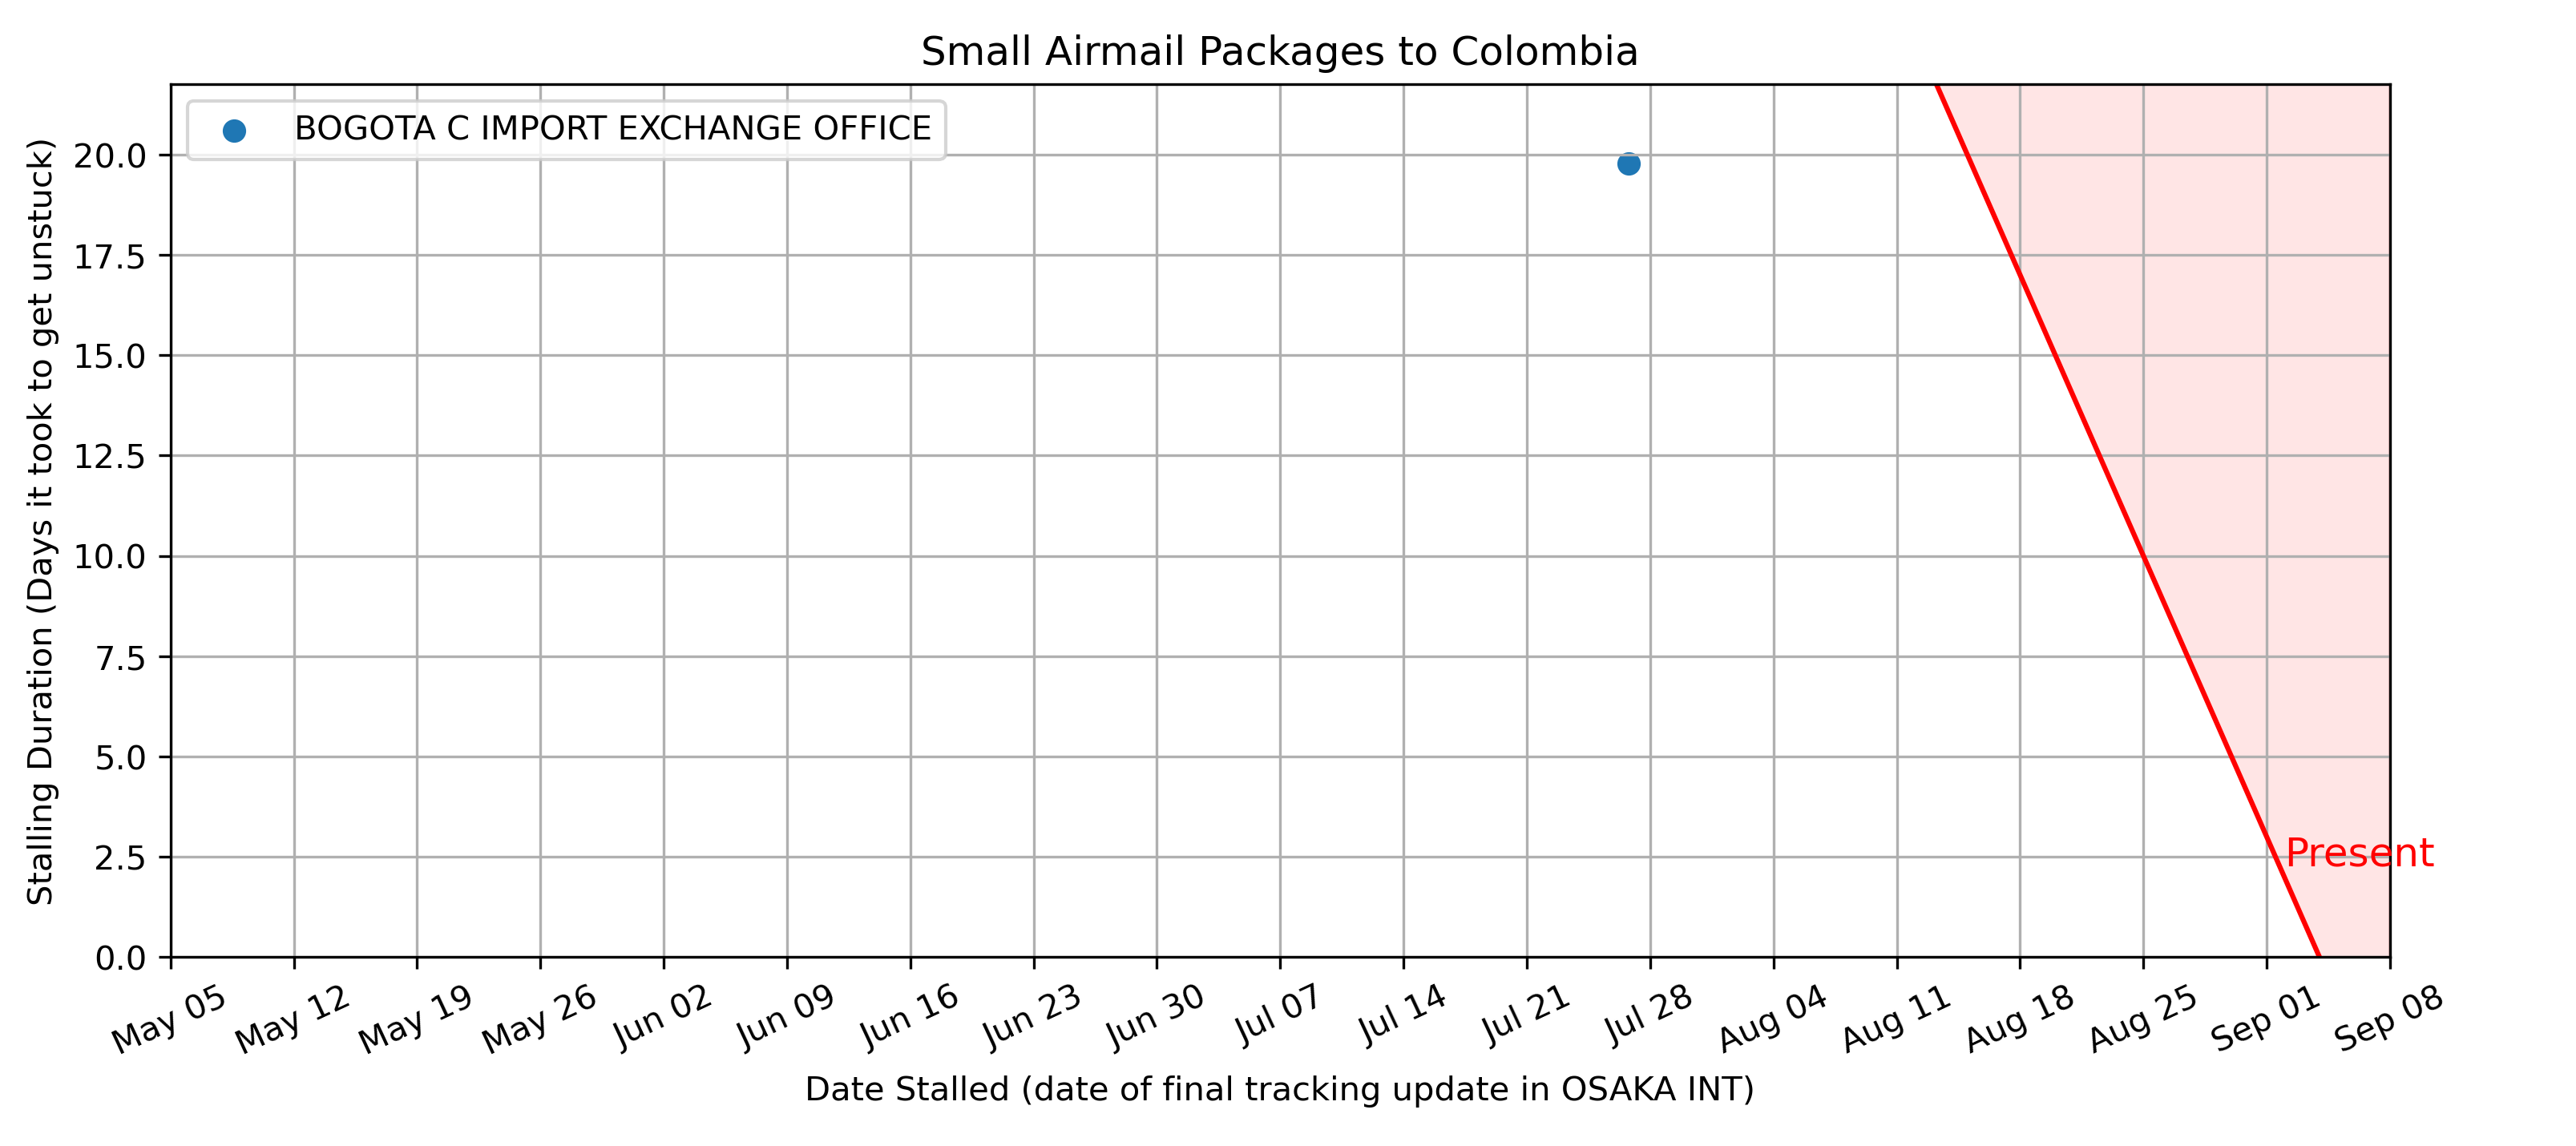 Small Airmail Packages to Colombia
BOGOTA C IMPORT EXCHANGE OFFICE
Stalling Duration (Days it took to get unstuck)
20.0
17.5
15.0
12.5
10.0
7.5
5.0
2.5
0.0
Present
May 05 May 12 May 19 May 26 Jun 02 Jun 09 Jun 16 Jun 23 Jun 30 Jul 07 Jul 14 Jul 21 Jul 28 Aug 04 Aug 11 Aug 18 Aug 25 Sep 01 Sep 08
Date Stalled (date of final tracking update in OSAKA INT)